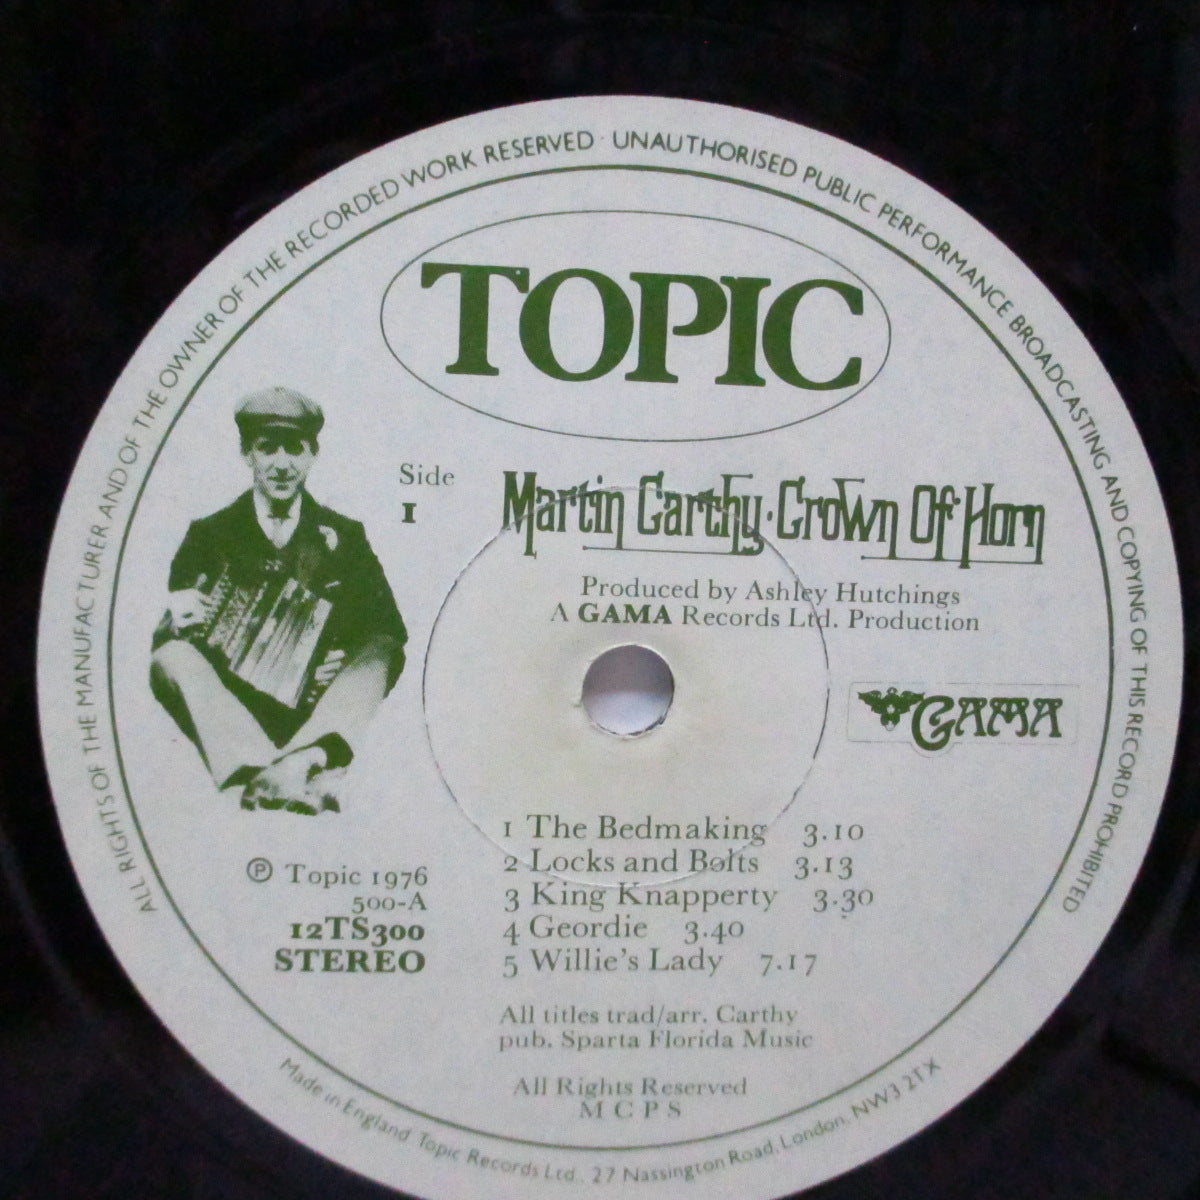 ALL RIGHTS OF THE MANUFACTURER AND OF THE OWNER OF THE RECORDED WORK RESERVED · UNAUTHORISED PUBLIC PERFORMANCE BROADCASTING AND COPYING OF THIS RECORD PROHIBITED
TOPIC
Side
1
Martin Carthy · Crown Of Horn
Produced by Ashley Hutchings
A GAMA Records Ltd. Production
GAMA
1 The Bedmaking 3.10
2 Locks and Bolts 3.13
3 King Knapperty 3.30
4 Geordie 3.40
5 Willie's Lady 7.17
℗ Topic 1976
500-A
12TS300
STEREO
All titles trad/arr. Carthy
pub. Sparta Florida Music
All Rights Reserved
M C P S
Made in England. Topic Records Ltd., 27 Nassington Road, London, NW3 2TX